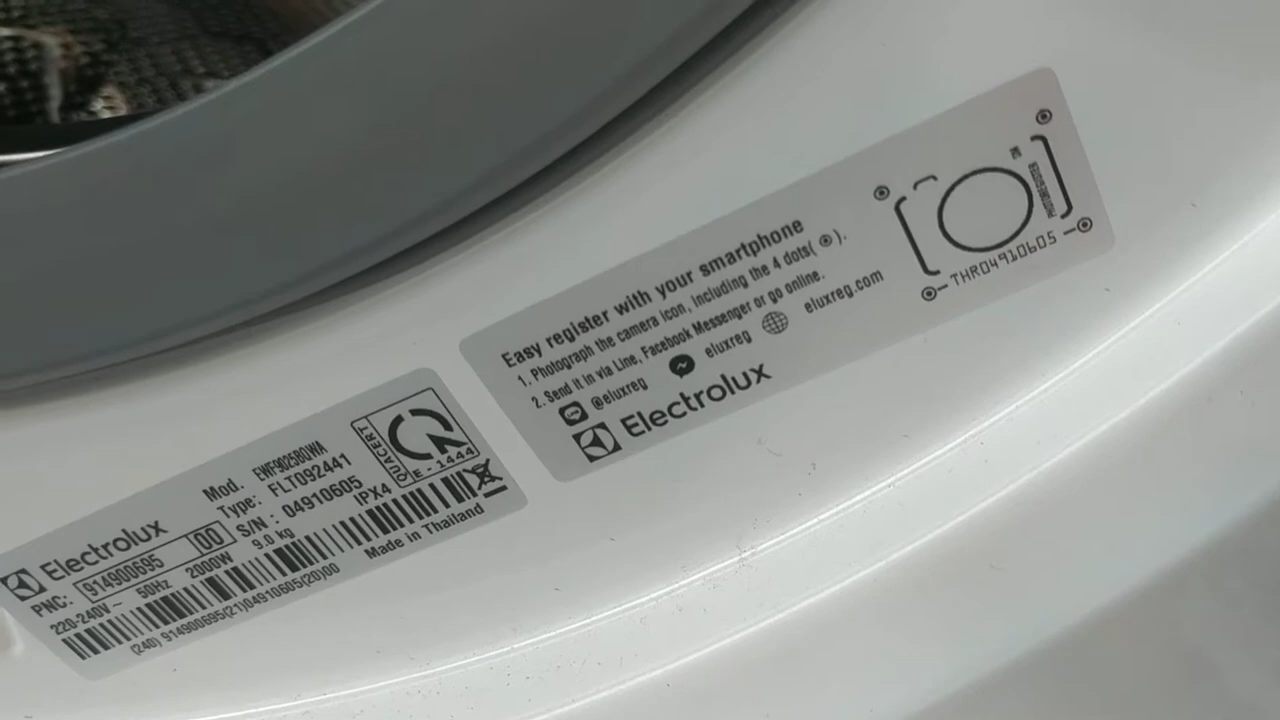 Electrolux
Mod. EWF9025BQWA
Type: FLT092441
PNC: 914900695 00 S/N : 04910605
220-240V~ 50Hz 2000W 9.0 kg IPX4
QUACERT
E - 1444
Made in Thailand
(240) 914900695(21)04910605(20)00
Easy register with your smartphone
1. Photograph the camera icon, including the 4 dots( ).
2. Send it in via Line, Facebook Messenger or go online.
LINE @eluxreg eluxreg eluxreg.com
Electrolux
THR04910605